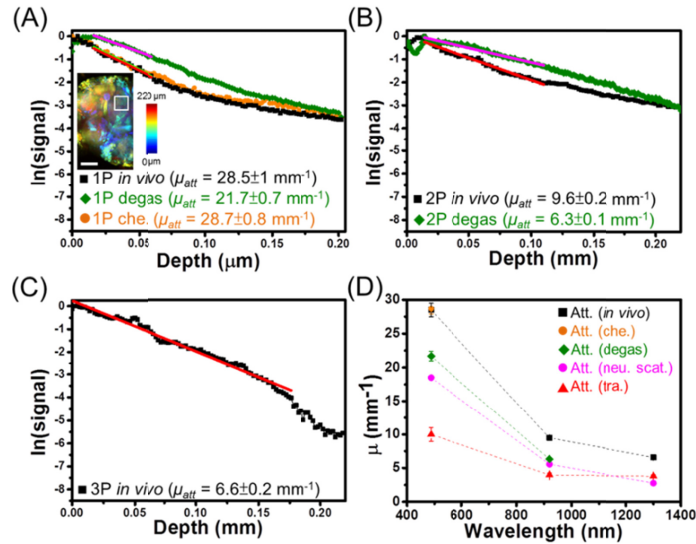 (A)
ln(signal)
0
-1
-2
-3
-4
-5
-6
-7
-8
220 µm
0µm
1P in vivo (µatt = 28.5±1 mm-1)
1P degas (µatt = 21.7±0.7 mm-1)
1P che. (µatt = 28.7±0.8 mm-1)
0.00 0.05 0.10 0.15 0.20
Depth (µm)
(B)
ln(signal)
0
-1
-2
-3
-4
-5
-6
-7
-8
2P in vivo (µatt = 9.6±0.2 mm-1)
2P degas (µatt = 6.3±0.1 mm-1)
0.00 0.05 0.10 0.15 0.20
Depth (mm)
(C)
ln(signal)
0
-1
-2
-3
-4
-5
-6
-7
-8
3P in vivo (µatt = 6.6±0.2 mm-1)
0.00 0.05 0.10 0.15 0.20
Depth (mm)
(D)
µ (mm-1)
30
25
20
15
10
5
0
Att. (in vivo)
Att. (che.)
Att. (degas)
Att. (neu. scat.)
Att. (tra.)
400 600 800 1000 1200 1400
Wavelength (nm)